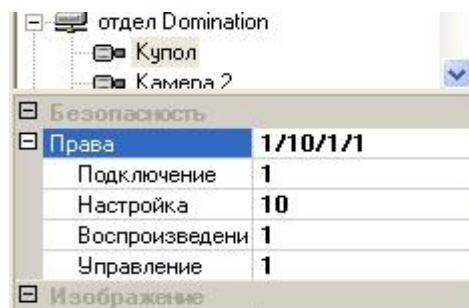 отдел Domination
Купол
Камера 2
Безопасность
Права 1/10/1/1
Подключение 1
Настройка 10
Воспроизведени 1
Управление 1
Изображение